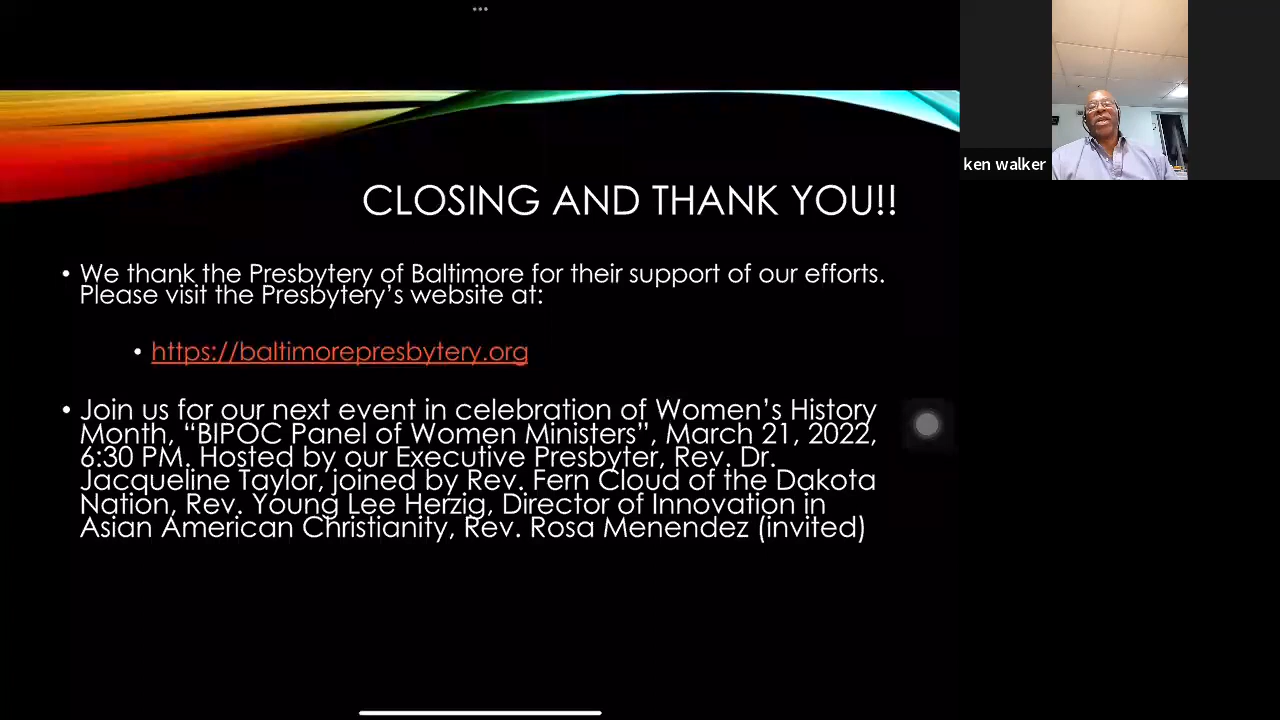 CLOSING AND THANK YOU!!
• We thank the Presbytery of Baltimore for their support of our efforts.
Please visit the Presbytery's website at:
• https://baltimorepresbytery.org
• Join us for our next event in celebration of Women's History
Month, “BIPOC Panel of Women Ministers”, March 21, 2022,
6:30 PM. Hosted by our Executive Presbyter, Rev. Dr.
Jacqueline Taylor, joined by Rev. Fern Cloud of the Dakota
Nation, Rev. Young Lee Herzig, Director of Innovation in
Asian American Christianity, Rev. Rosa Menendez (invited)
ken walker